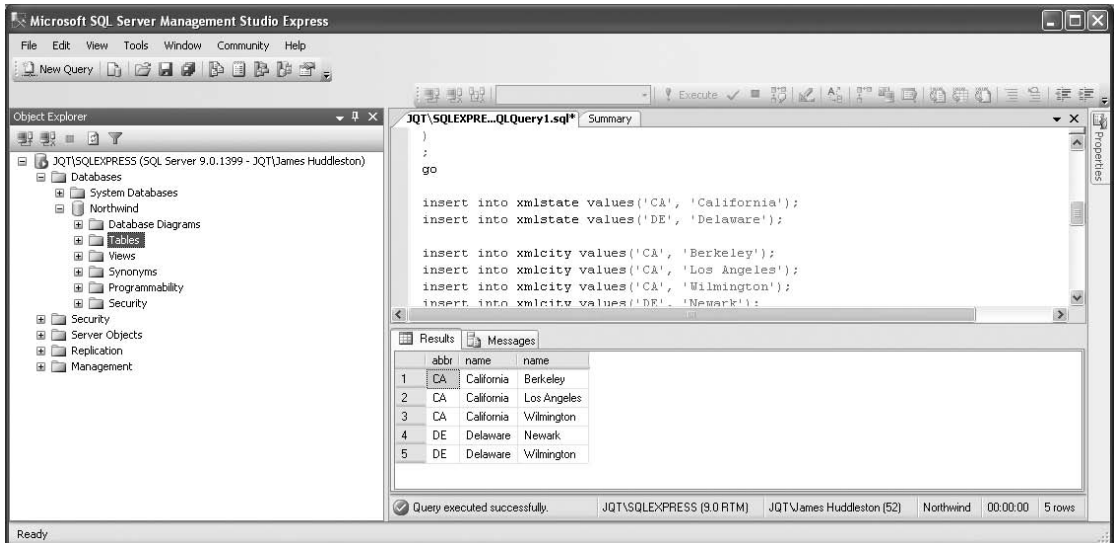 Microsoft SQL Server Management Studio Express
File Edit View Tools Window Community Help
New Query
Execute
Object Explorer
JQT\SQLEXPRESS (SQL Server 9.0.1399 - JQT\James Huddleston)
Databases
System Databases
Northwind
Database Diagrams
Tables
Views
Synonyms
Programmability
Security
Security
Server Objects
Replication
Management
JQT\SQLEXPRE...QLQuery1.sql* Summary
)
;
go
insert into xmlstate values('CA', 'California');
insert into xmlstate values('DE', 'Delaware');
insert into xmlcity values('CA', 'Berkeley');
insert into xmlcity values('CA', 'Los Angeles');
insert into xmlcity values('CA', 'Wilmington');
insert into xmlcity values('DE', 'Newark');
Properties
Results Messages
abbr name name
1 CA California Berkeley
2 CA California Los Angeles
3 CA California Wilmington
4 DE Delaware Newark
5 DE Delaware Wilmington
Query executed successfully. JQT\SQLEXPRESS (9.0 RTM) JQT\James Huddleston (52) Northwind 00:00:00 5 rows
Ready